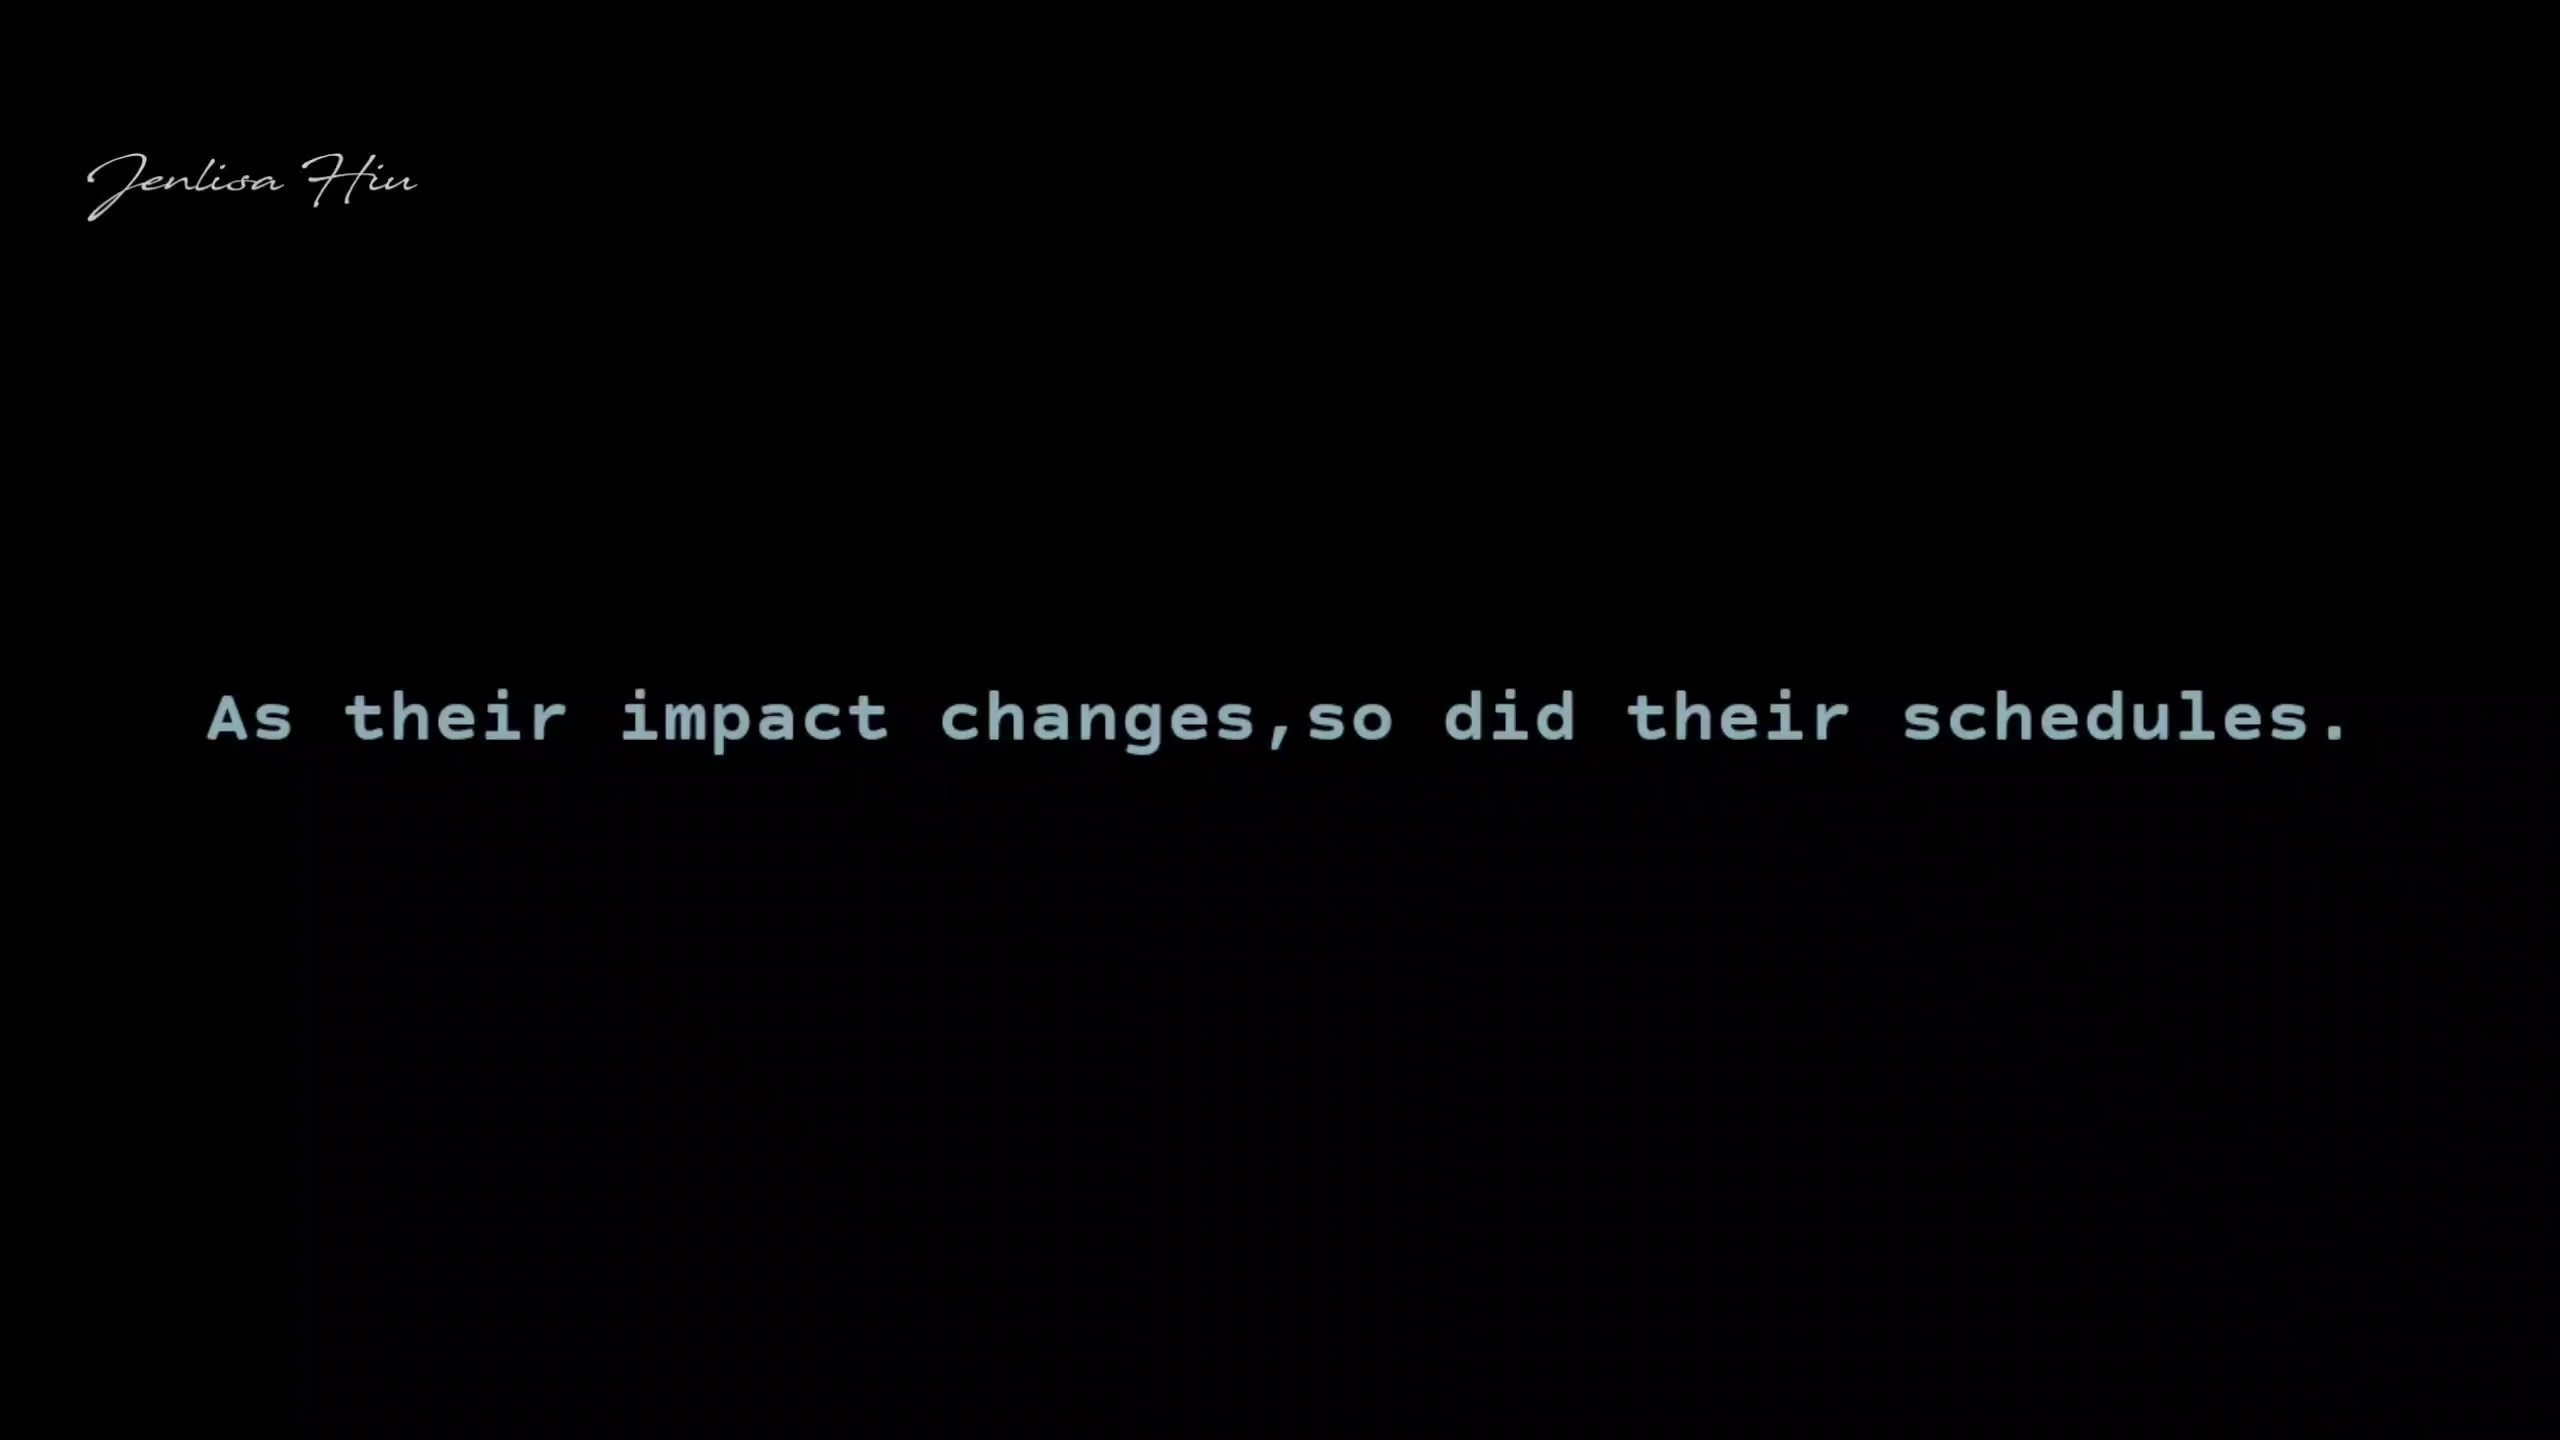 Jenlisa Hiu
As their impact changes,so did their schedules.